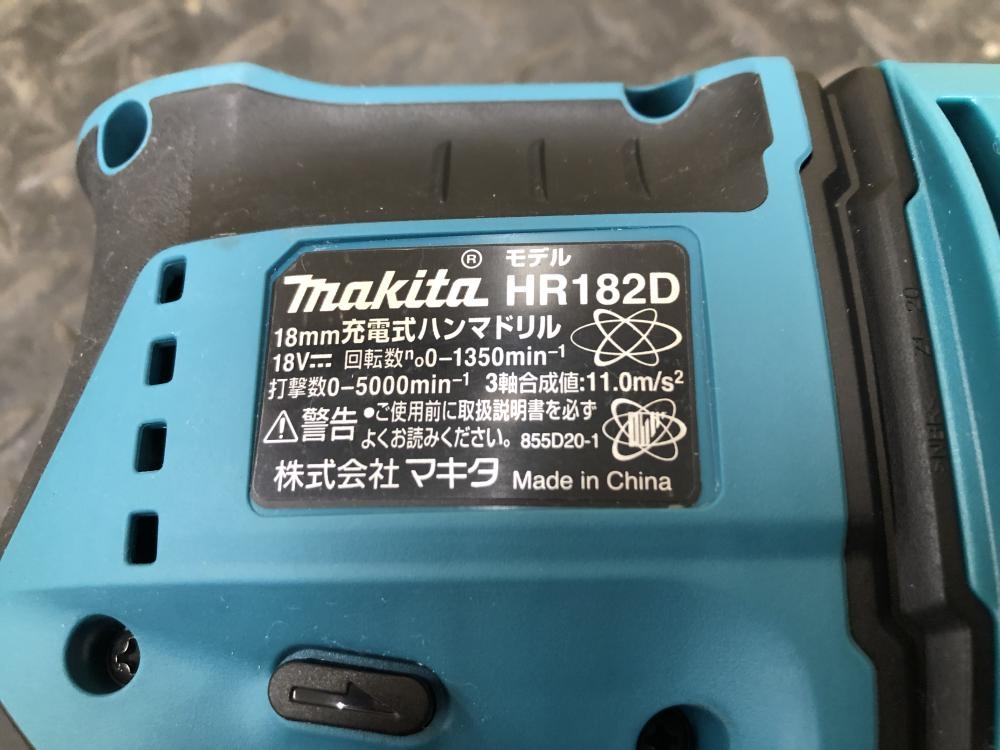 makita® モデル HR182D
18mm充電式ハンマドリル
18V⎓ 回転数n₀0-1350min⁻¹
打撃数0-5000min⁻¹ 3軸合成値:11.0m/s²
⚠警告 ●ご使用前に取扱説明書を必ず
よくお読みください。 855D20-1
株式会社マキタ Made in China